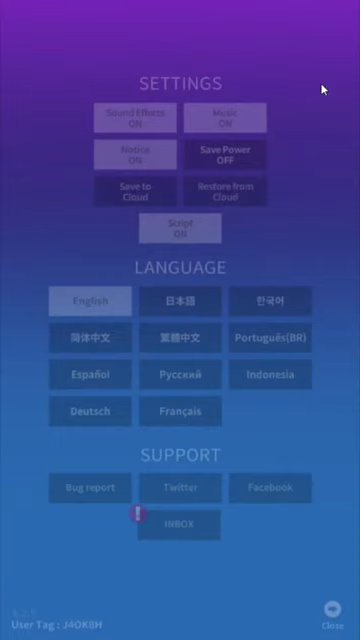 SETTINGS
Sound Effects
ON
Music
ON
Notice
ON
Save Power
OFF
Save to
Cloud
Restore from
Cloud
Script
ON
LANGUAGE
English
日本語
한국어
简体中文
繁體中文
Português(BR)
Español
Русский
Indonesia
Deutsch
Français
SUPPORT
Bug report
Twitter
Facebook
INBOX
User Tag : J4OK8H
Close